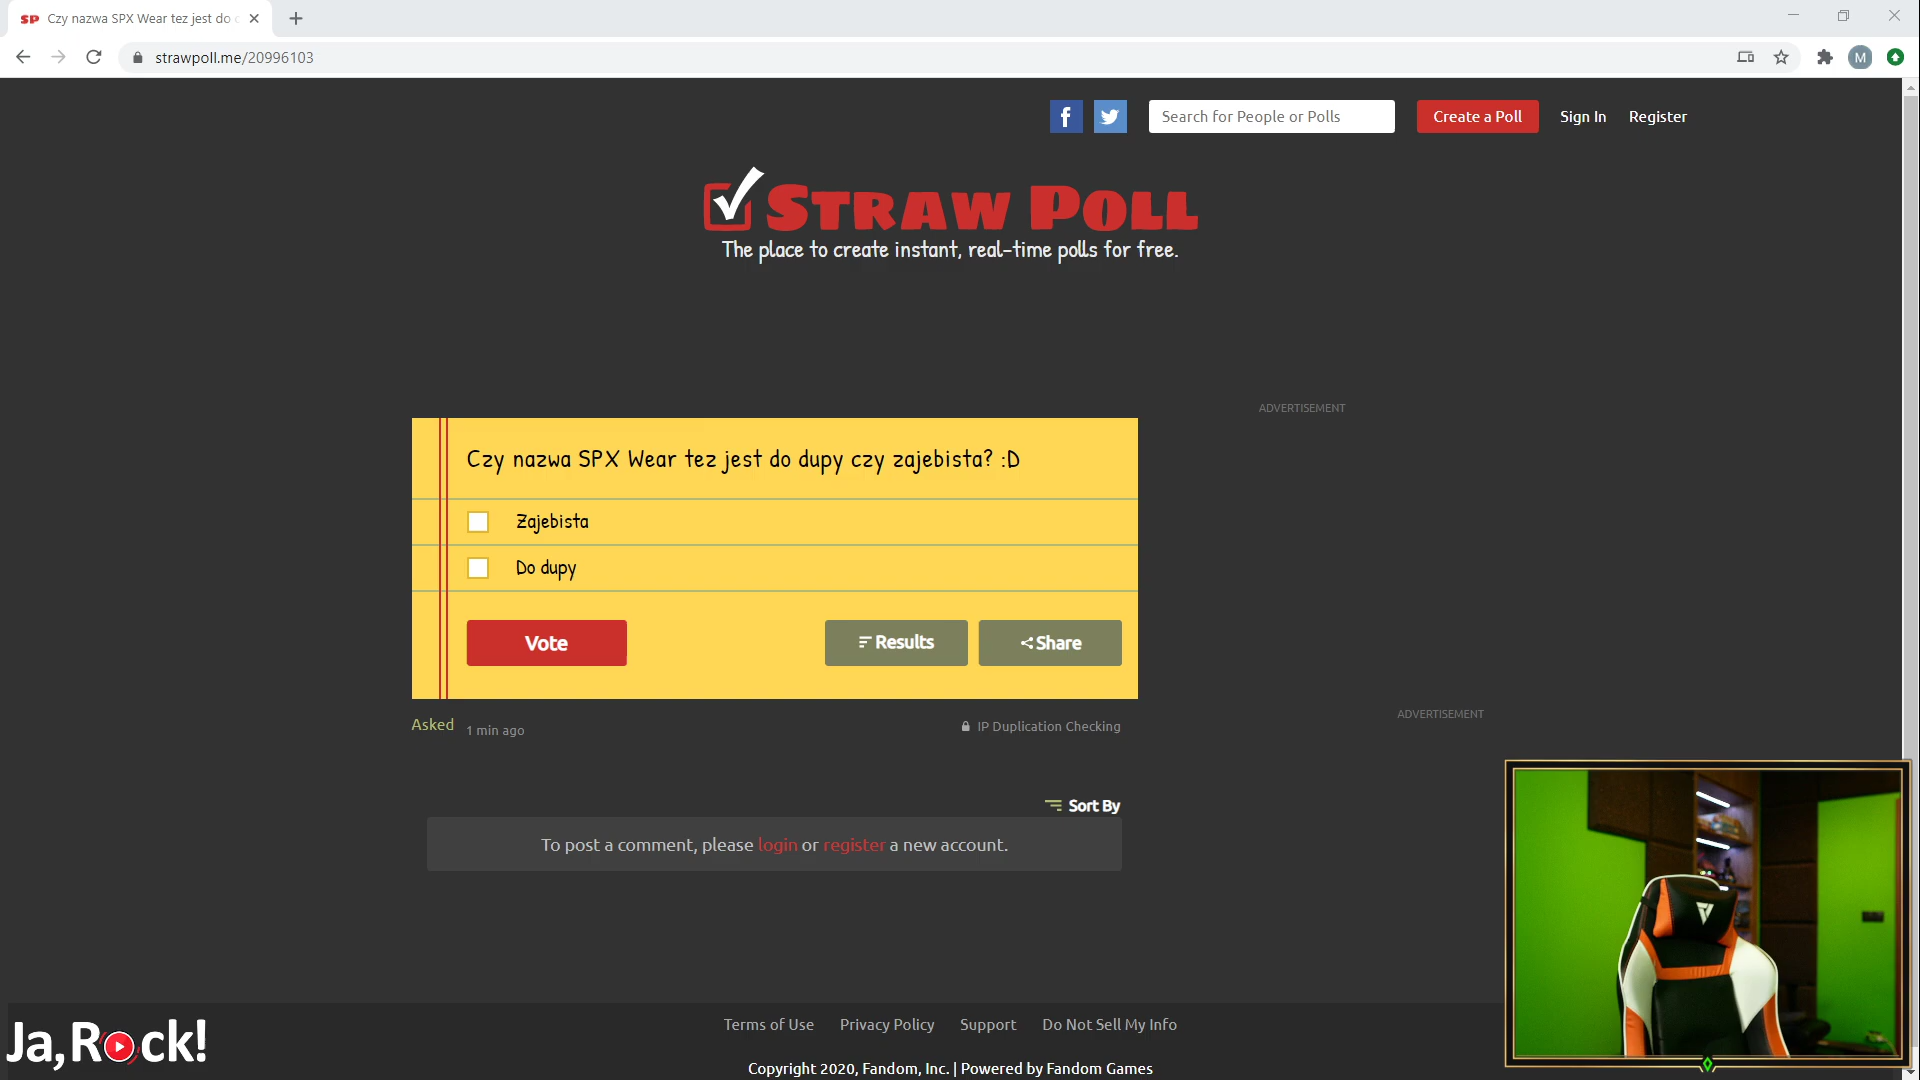 SP Czy nazwa SPX Wear tez jest do
strawpoll.me/20996103
M
Search for People or Polls
Create a Poll
Sign In
Register
STRAW POLL
The place to create instant, real-time polls for free.
ADVERTISEMENT
Czy nazwa SPX Wear tez jest do dupy czy zajebista? :D
Zajebista
Do dupy
Vote
Results
Share
Asked 1 min ago
IP Duplication Checking
ADVERTISEMENT
Sort By
To post a comment, please login or register a new account.
Ja,Rock!
Terms of Use
Privacy Policy
Support
Do Not Sell My Info
Copyright 2020, Fandom, Inc. | Powered by Fandom Games